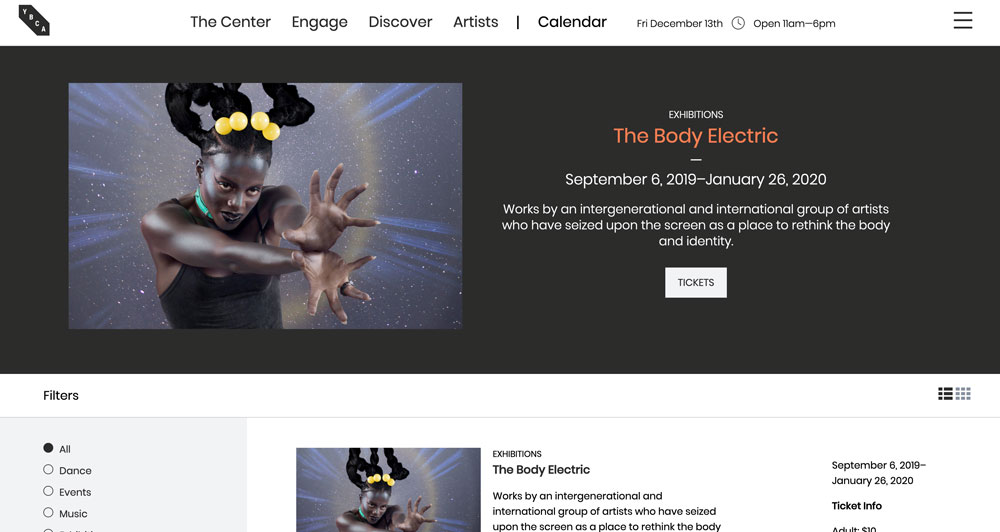 YBCA
The Center Engage Discover Artists | Calendar Fri December 13th Open 11am—6pm
EXHIBITIONS
The Body Electric
September 6, 2019–January 26, 2020
Works by an intergenerational and international group of artists
who have seized upon the screen as a place to rethink the body
and identity.
TICKETS
Filters
All
Dance
Events
Music
EXHIBITIONS
The Body Electric
Works by an intergenerational and
international group of artists who have seized
upon the screen as a place to rethink the body
September 6, 2019–
January 26, 2020
Ticket Info
Adult: $10